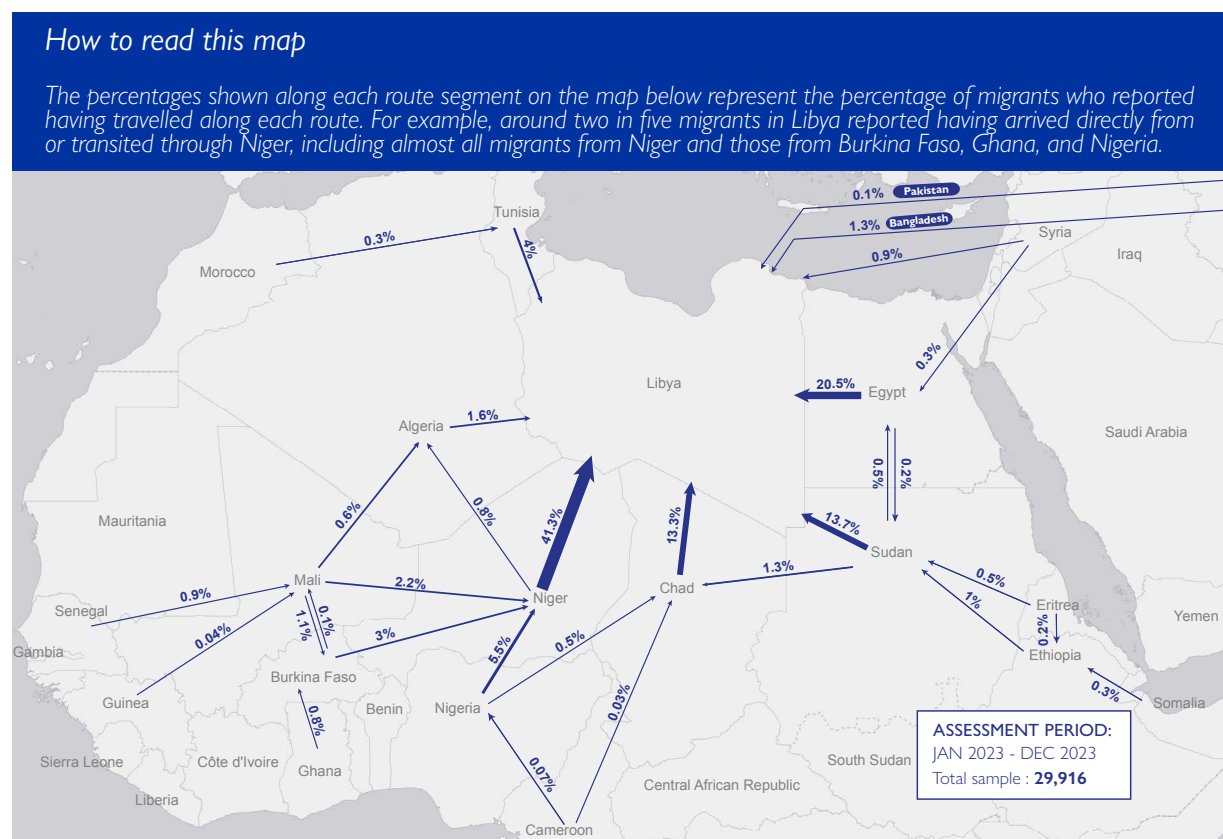 How to read this map
The percentages shown along each route segment on the map below represent the percentage of migrants who reported
having travelled along each route. For example, around two in five migrants in Libya reported having arrived directly from
or transited through Niger, including almost all migrants from Niger and those from Burkina Faso, Ghana, and Nigeria.
0.1% Pakistan
Tunisia
1.3% Bangladesh
Syria
0.3%
4%
0.9%
Iraq
Morocco
0.3%
Libya
20.5%
Egypt
Algeria
1.6%
Saudi Arabia
0.5%
0.2%
Mauritania
0.6%
0.8%
41.3%
13.3%
13.7%
Sudan
Mali
2.2%
Niger
Chad
1.3%
0.5%
Senegal
0.9%
1%
Eritrea
Yemen
0.04%
1.1%
0.1%
3%
0.5%
0.2%
Gambia
5.5%
Ethiopia
Burkina Faso
Guinea
Benin
Nigeria
0.03%
0.3%
Somalia
0.8%
ASSESSMENT PERIOD:
JAN 2023 - DEC 2023
Total sample : 29,916
Sierra Leone
Côte d'Ivoire
Ghana
0.07%
South Sudan
Central African Republic
Liberia
Cameroon